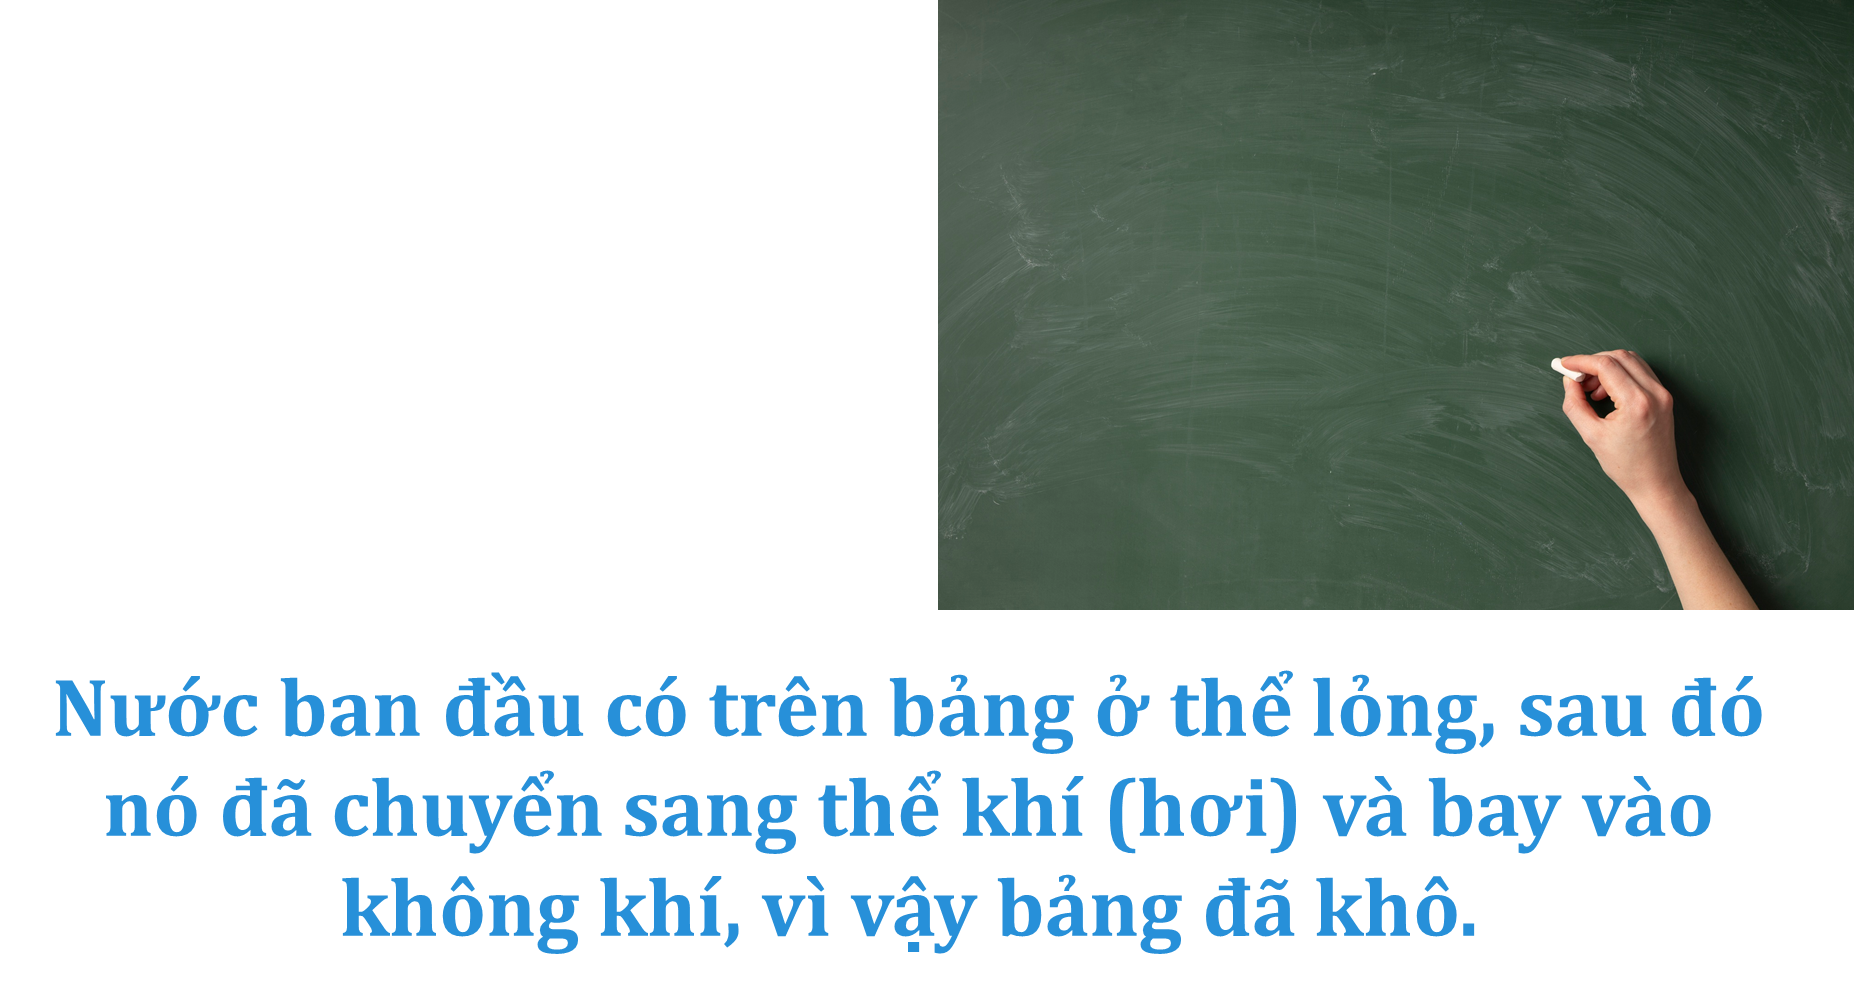 Nước ban đầu có trên bảng ở thể lỏng, sau đó
nó đã chuyển sang thể khí (hơi) và bay vào
không khí, vì vậy bảng đã khô.